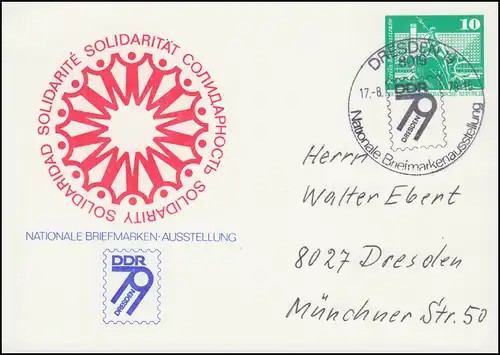 SOLIDARITÄT СОЛИДАРНОСТЬ SOLIDARITY SOLIDARIDAD SOLIDARITÉ
NATIONALE BRIEFMARKEN-AUSSTELLUNG
DDR
79
DRESDEN
10
DRESDEN
8019
17.-8.
DDR
79
DRESDEN
Nationale Briefmarkenausstellung
Herrn
Walter Ebert
8027 Dresden
Münchner Str. 50